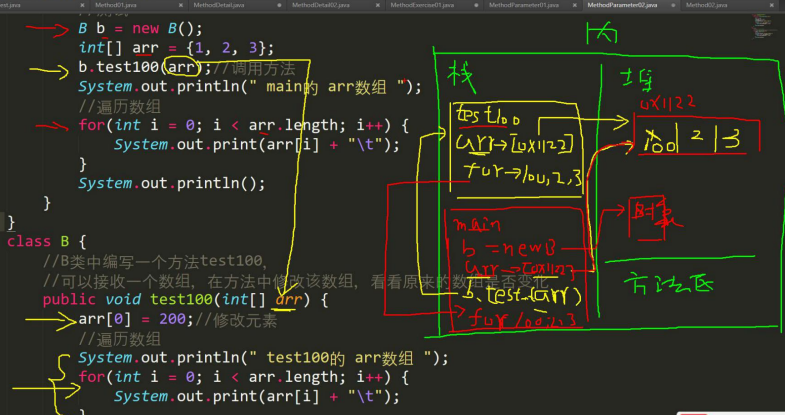 est.java Method01.java MethodDetail.java MethodDetail02.java MethodExercise01.java MethodParameter01.java MethodParameter02.java Method02.java
B b = new B();
int[] arr = {1, 2, 3};
b.test100(arr);//调用方法
System.out.println(" main的 arr数组 ");
//遍历数组
for(int i = 0; i < arr.length; i++) {
System.out.print(arr[i] + "\t");
}
System.out.println();
}
}
class B {
//B类中编写一个方法test100,
//可以接收一个数组, 在方法中修改该数组, 看看原来的数组是否变化
public void test100(int[] arr) {
arr[0] = 200;//修改元素
//遍历数组
System.out.println(" test100的 arr数组 ");
for(int i = 0; i < arr.length; i++) {
System.out.print(arr[i] + "\t");
}
栈
test100
arr→[0x1122]
for→100,2,3
main
b = new B
arr→[0x1122]
b.test..(arr)
for 100,2,3
堆
0x1122
2 | 3
方法区